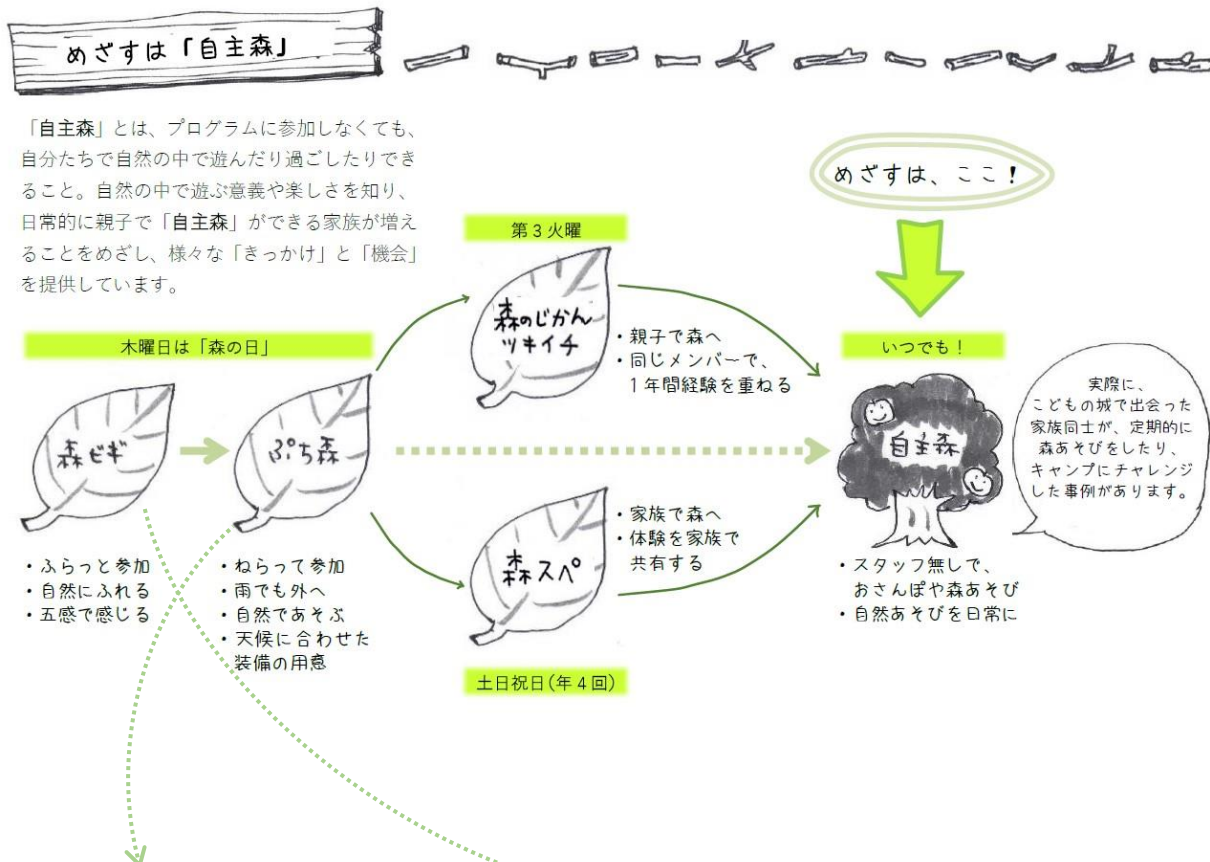 めざすは「自主森」
「自主森」とは、プログラムに参加しなくても、
自分たちで自然の中で遊んだり過ごしたりでき
ること。自然の中で遊ぶ意義や楽しさを知り、
日常的に親子で「自主森」ができる家族が増え
ることをめざし、様々な「きっかけ」と「機会」
を提供しています。
めざすは、ここ！
第３火曜
森のじかん
ツキイチ
・親子で森へ
・同じメンバーで、
１年間経験を重ねる
木曜日は「森の日」
森ビギ
・ふらっと参加
・自然にふれる
・五感で感じる
ぷち森
・ねらって参加
・雨でも外へ
・自然であそぶ
・天候に合わせた
装備の用意
森スペ
・家族で森へ
・体験を家族で
共有する
土日祝日(年４回)
いつでも！
自主森
・スタッフ無しで、
おさんぽや森あそび
・自然あそびを日常に
実際に、
こどもの城で出会った
家族同士が、定期的に
森あそびをしたり、
キャンプにチャレンジ
した事例があります。